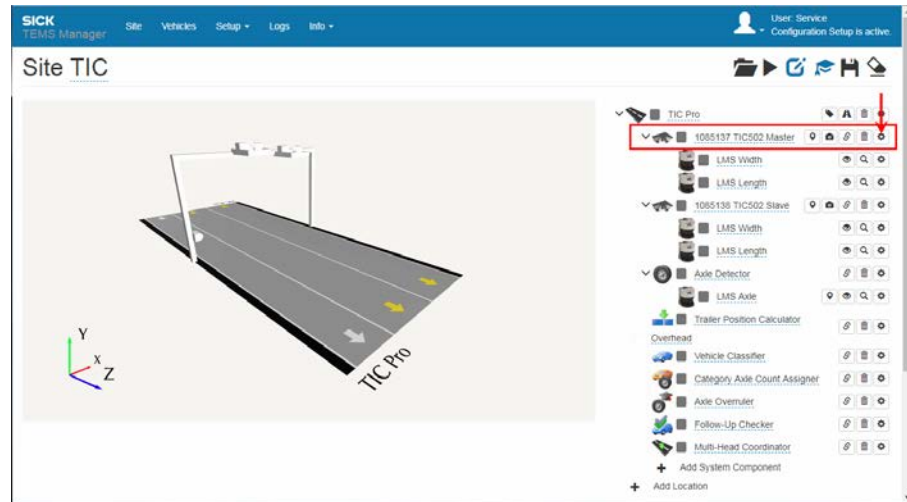 SICK
TEMS Manager
Site Vehicles Setup Logs Info
User: Service
Configuration Setup is active.
Site TIC
TIC Pro
1085137 TIC502 Master
LMS Width
LMS Length
1085138 TIC502 Slave
LMS Width
LMS Length
Axle Detector
LMS Axle
Trailer Position Calculator
Overhead
Vehicle Classifier
Category Axle Count Assigner
Axle Overruler
Follow-Up Checker
Multi-Head Coordinator
Add System Component
Add Location
Y
X
Z
TIC Pro